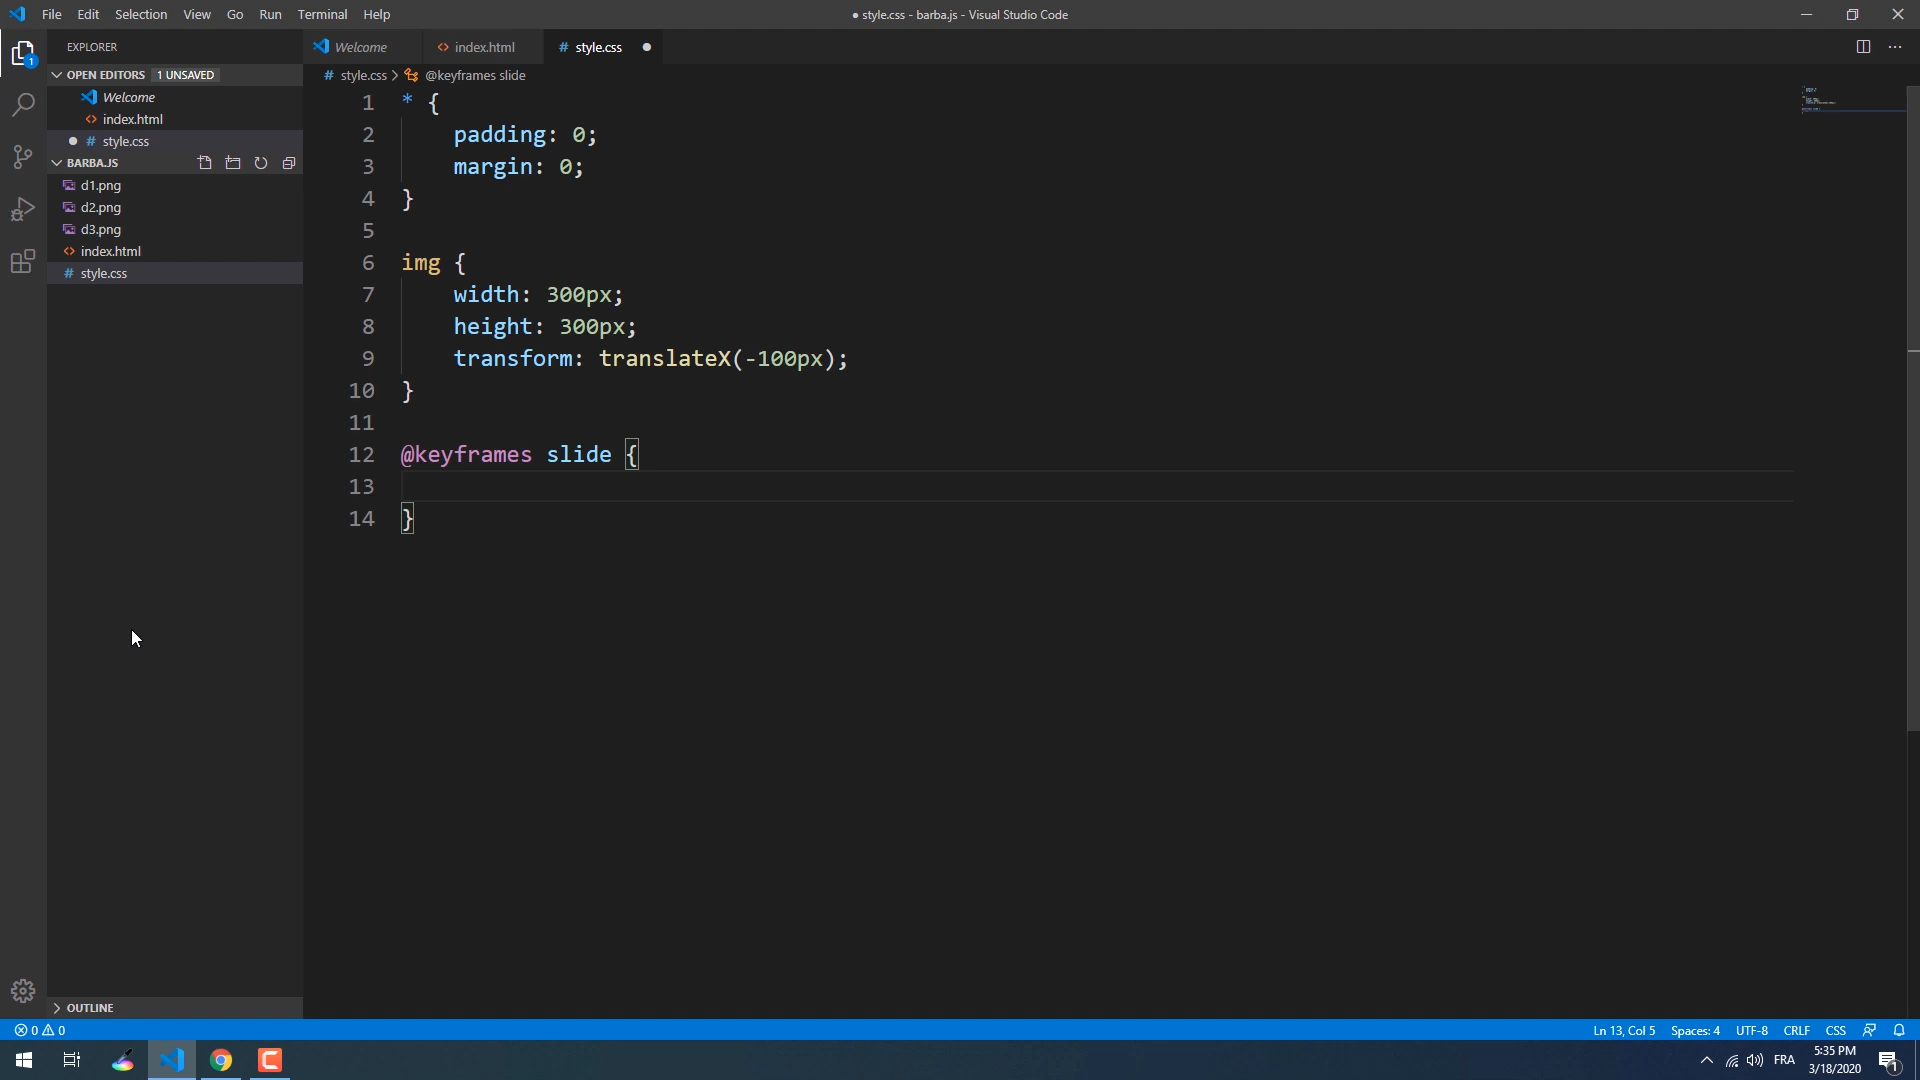 File Edit Selection View Go Run Terminal Help
● style.css - barba.js - Visual Studio Code
EXPLORER
OPEN EDITORS 1 UNSAVED
Welcome
index.html
● # style.css
BARBA.JS
d1.png
d2.png
d3.png
index.html
# style.css
OUTLINE
1
Welcome
<> index.html
# style.css ●
# style.css > @keyframes slide
1 * {
2     padding: 0;
3     margin: 0;
4 }
5
6 img {
7     width: 300px;
8     height: 300px;
9     transform: translateX(-100px);
10 }
11
12 @keyframes slide {
13
14 }
0 0
Ln 13, Col 5 Spaces: 4 UTF-8 CRLF CSS
FRA
5:35 PM
3/18/2020
1